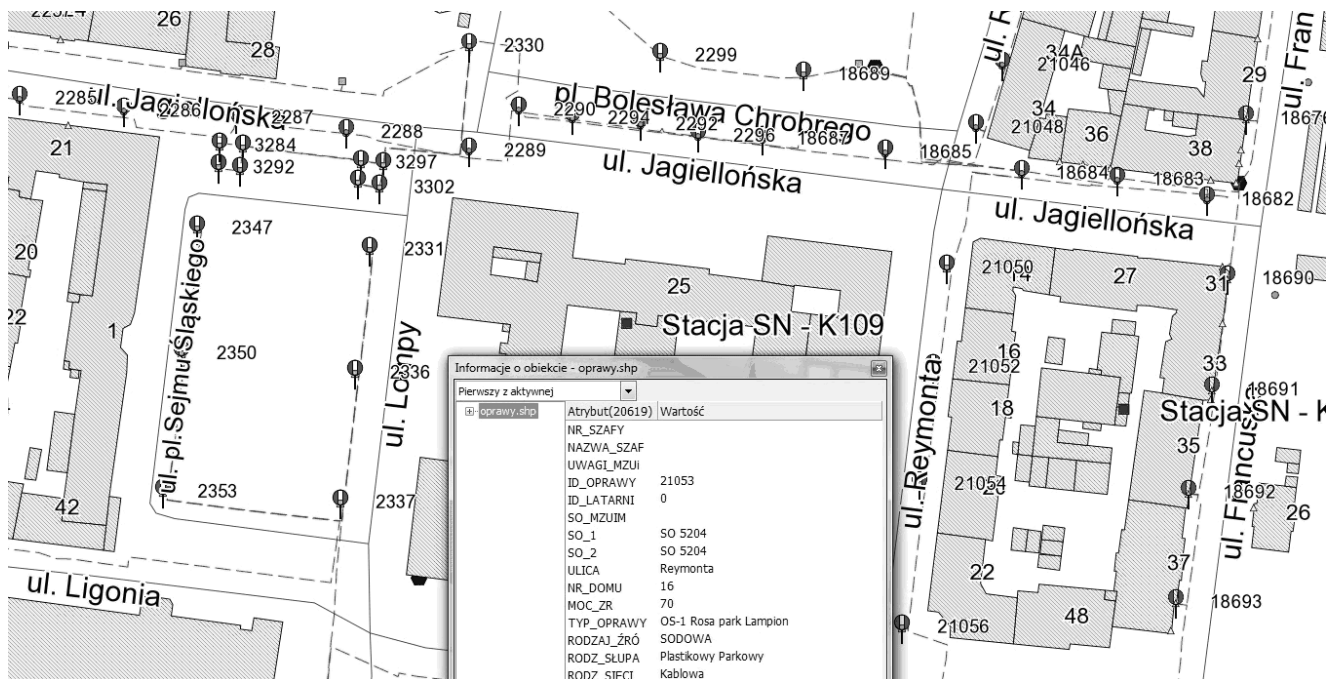 26
28
2330
2299
18689
34A
21046
29
ul. Fran
18676
2285
ul. Jagiellońska
2286
2287
2288
2289
2290
2294
2292
2296
18687
pl. Bolesława Chrobrego
ul. Jagiellońska
18685
34
21048
36
38
18684
18683
18682
21
3284
3292
3297
3302
ul. Jagiellońska
2347
2331
20
25
21050
14
27
31
18690
22
1
ul. pl.Sejmu Śląskiego
2350
2336
ul. Lompy
Stacja SN - K109
16
21052
18
33
18691
Stacja SN - K
35
ul. Reymonta
21054
2353
2337
42
18692
26
ul. Francuska
22
37
ul. Ligonia
48
21056
18693
Informacje o obiekcie - oprawy.shp
Pierwszy z aktywnej
oprawy.shp
Atrybut(20619) Wartość
NR_SZAFY
NAZWA_SZAF
UWAGI_MZUi
ID_OPRAWY 21053
ID_LATARNI 0
SO_MZUIM
SO_1 SO 5204
SO_2 SO 5204
ULICA Reymonta
NR_DOMU 16
MOC_ZR 70
TYP_OPRAWY OS-1 Rosa park Lampion
RODZAJ_ŹRÓ SODOWA
RODZ_SŁUPA Plastikowy Parkowy
RODZ_SIECI Kablowa